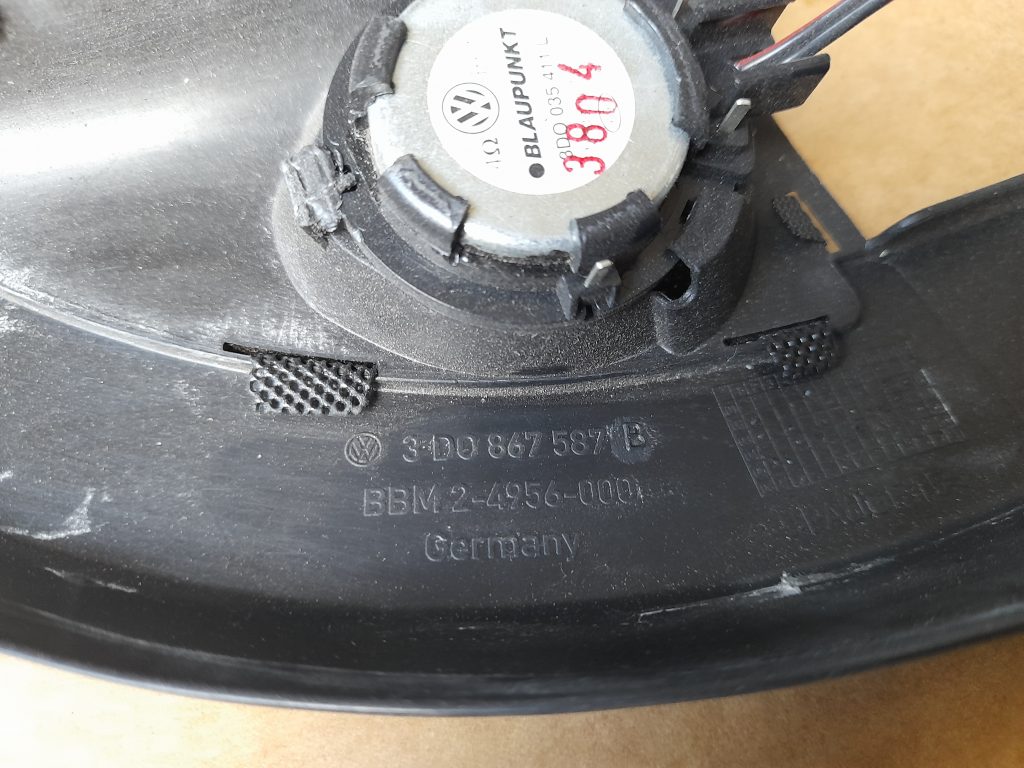 4Ω
BLAUPUNKT
3D0 035 411 L
3804
3D0 867 587 B
BBM 2-4956-000
Germany